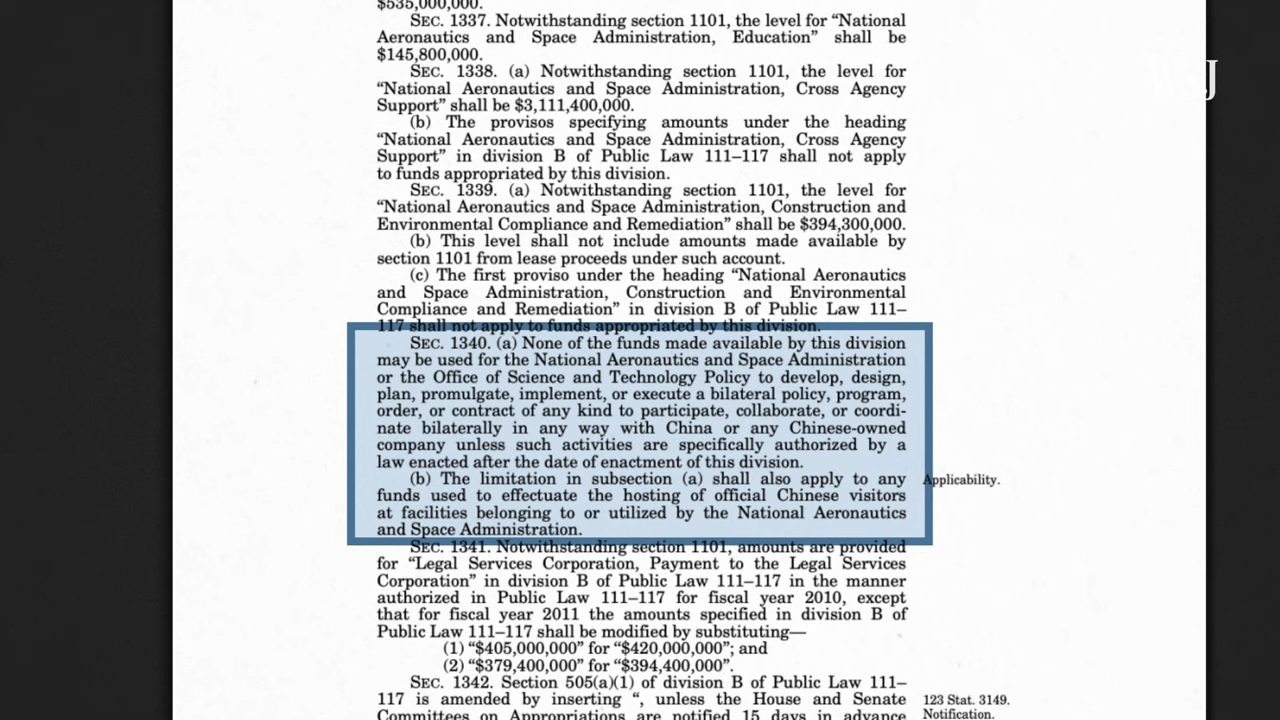 $535,000,000.
SEC. 1337. Notwithstanding section 1101, the level for “National
Aeronautics and Space Administration, Education” shall be
$145,800,000.
SEC. 1338. (a) Notwithstanding section 1101, the level for
“National Aeronautics and Space Administration, Cross Agency
Support” shall be $3,111,400,000.
(b) The provisos specifying amounts under the heading
“National Aeronautics and Space Administration, Cross Agency
Support” in division B of Public Law 111–117 shall not apply
to funds appropriated by this division.
SEC. 1339. (a) Notwithstanding section 1101, the level for
“National Aeronautics and Space Administration, Construction and
Environmental Compliance and Remediation” shall be $394,300,000.
(b) This level shall not include amounts made available by
section 1101 from lease proceeds under such account.
(c) The first proviso under the heading “National Aeronautics
and Space Administration, Construction and Environmental
Compliance and Remediation” in division B of Public Law 111–
117 shall not apply to funds appropriated by this division.
SEC. 1340. (a) None of the funds made available by this division
may be used for the National Aeronautics and Space Administration
or the Office of Science and Technology Policy to develop, design,
plan, promulgate, implement, or execute a bilateral policy, program,
order, or contract of any kind to participate, collaborate, or coordi-
nate bilaterally in any way with China or any Chinese-owned
company unless such activities are specifically authorized by a
law enacted after the date of enactment of this division.
(b) The limitation in subsection (a) shall also apply to any
Applicability.
funds used to effectuate the hosting of official Chinese visitors
at facilities belonging to or utilized by the National Aeronautics
and Space Administration.
SEC. 1341. Notwithstanding section 1101, amounts are provided
for “Legal Services Corporation, Payment to the Legal Services
Corporation” in division B of Public Law 111–117 in the manner
authorized in Public Law 111–117 for fiscal year 2010, except
that for fiscal year 2011 the amounts specified in division B of
Public Law 111–117 shall be modified by substituting—
(1) “$405,000,000” for “$420,000,000”; and
(2) “$379,400,000” for “$394,400,000”.
SEC. 1342. Section 505(a)(1) of division B of Public Law 111–
117 is amended by inserting “, unless the House and Senate
123 Stat. 3149.
Committees on Appropriations are notified 15 days in advance
Notification.